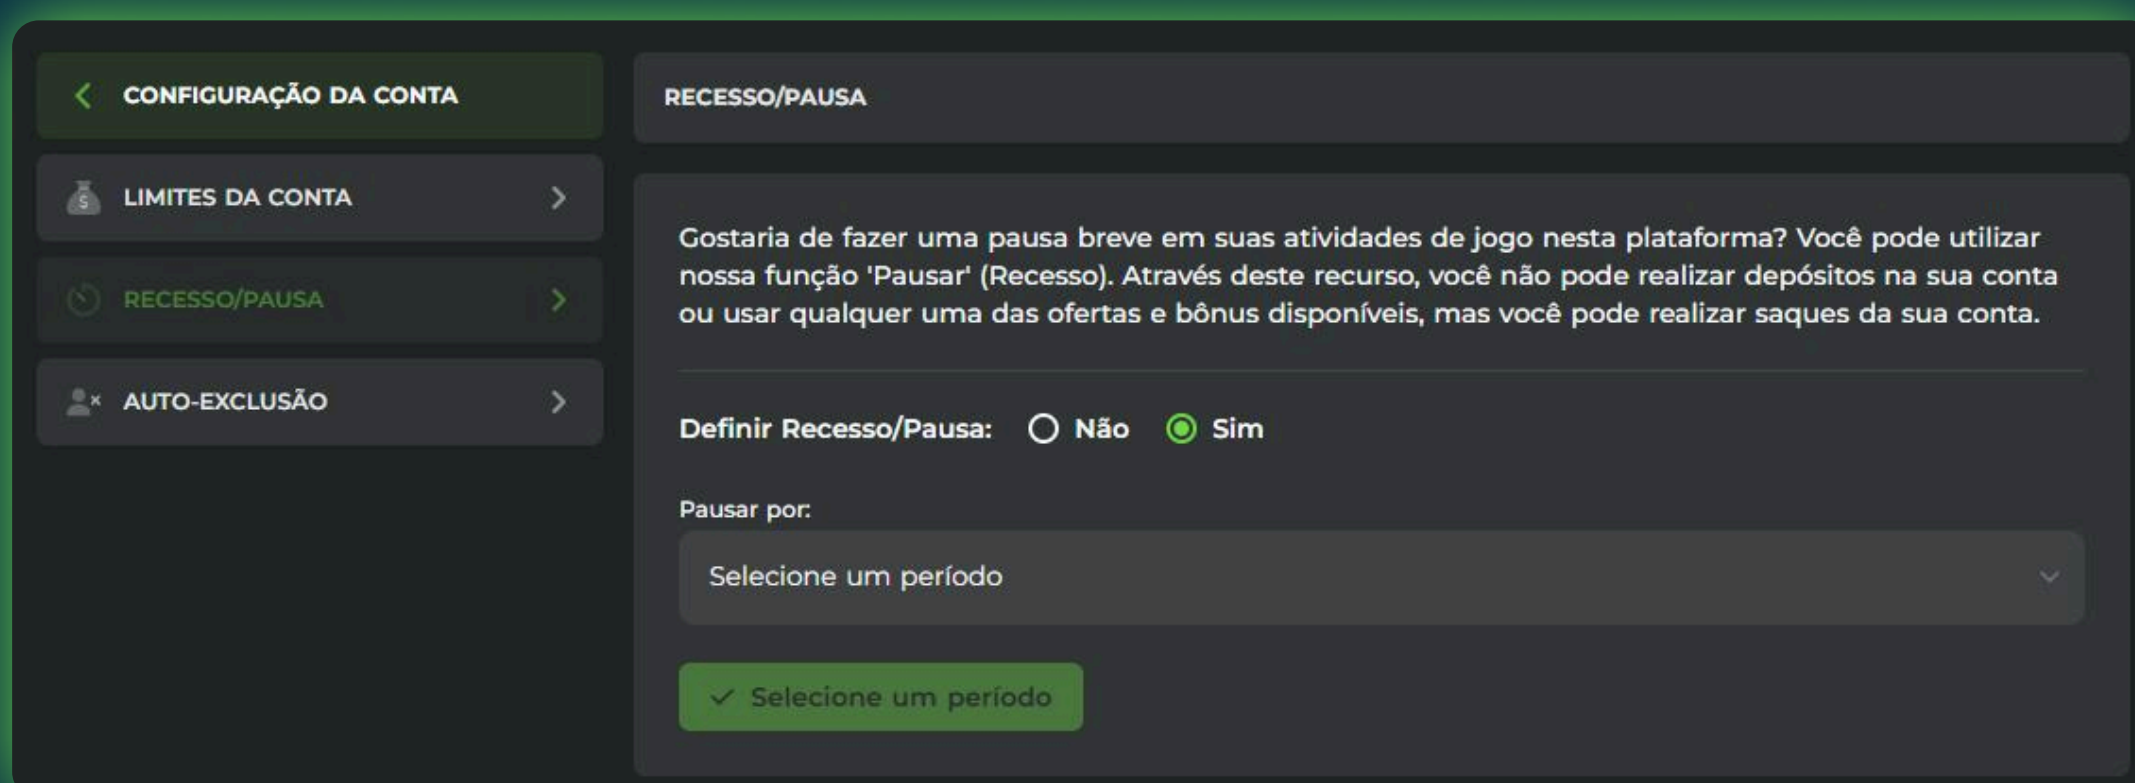 CONFIGURAÇÃO DA CONTA
LIMITES DA CONTA
RECESSO/PAUSA
AUTO-EXCLUSÃO
RECESSO/PAUSA
Gostaria de fazer uma pausa breve em suas atividades de jogo nesta plataforma? Você pode utilizar
nossa função 'Pausar' (Recesso). Através deste recurso, você não pode realizar depósitos na sua conta
ou usar qualquer uma das ofertas e bônus disponíveis, mas você pode realizar saques da sua conta.
Definir Recesso/Pausa: Não Sim
Pausar por:
Selecione um período
Selecione um período